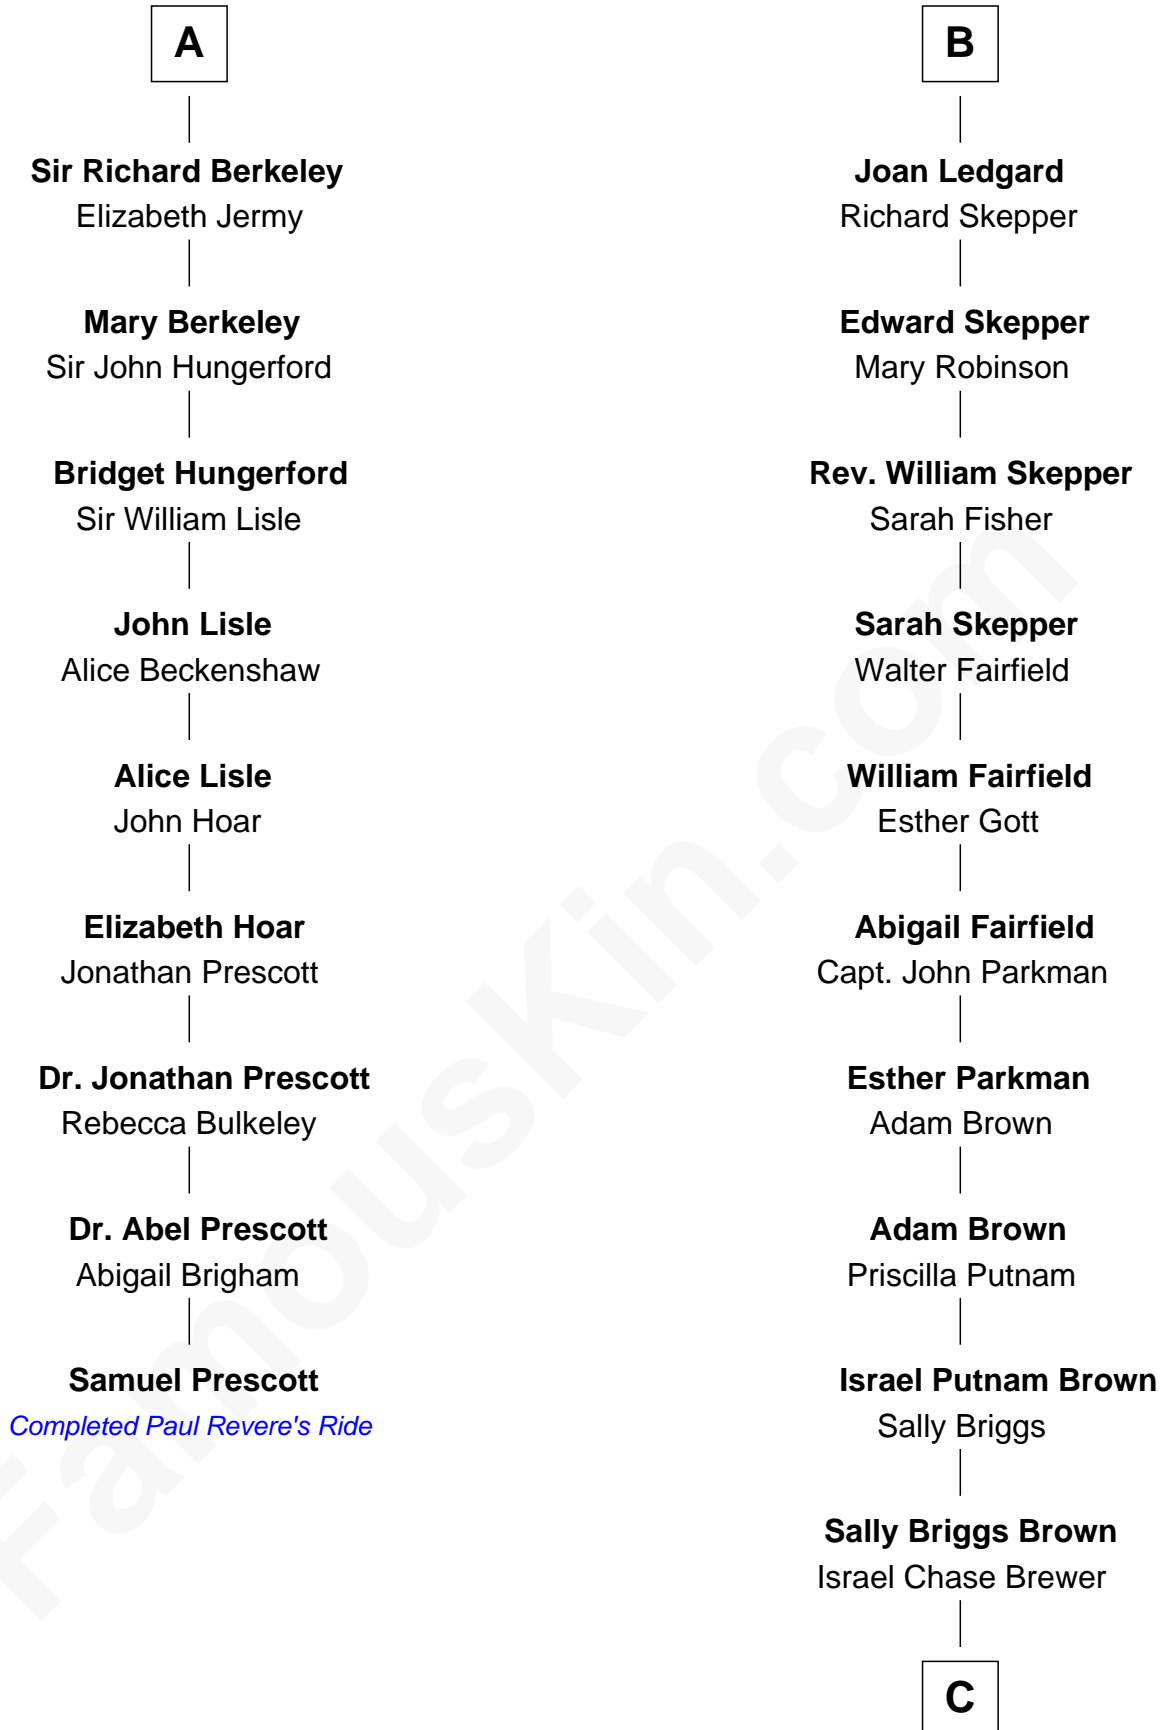 A
Sir Richard Berkeley
Elizabeth Jermy
Mary Berkeley
Sir John Hungerford
Bridget Hungerford
Sir William Lisle
John Lisle
Alice Beckenshaw
Alice Lisle
John Hoar
Elizabeth Hoar
Jonathan Prescott
Dr. Jonathan Prescott
Rebecca Bulkeley
Dr. Abel Prescott
Abigail Brigham
Samuel Prescott
Completed Paul Revere's Ride
B
Joan Ledgard
Richard Skepper
Edward Skepper
Mary Robinson
Rev. William Skepper
Sarah Fisher
Sarah Skepper
Walter Fairfield
William Fairfield
Esther Gott
Abigail Fairfield
Capt. John Parkman
Esther Parkman
Adam Brown
Adam Brown
Priscilla Putnam
Israel Putnam Brown
Sally Briggs
Sally Briggs Brown
Israel Chase Brewer
C
FamousKin.com